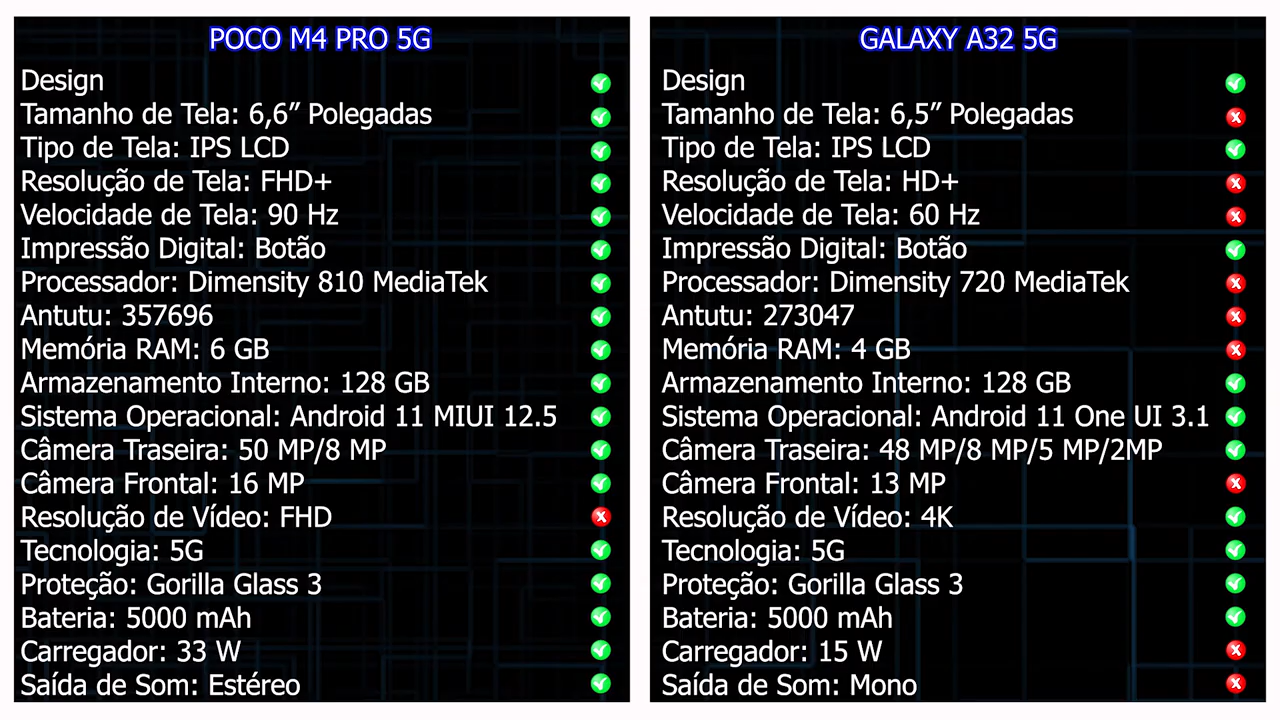 POCO M4 PRO 5G
Design
Tamanho de Tela: 6,6” Polegadas
Tipo de Tela: IPS LCD
Resolução de Tela: FHD+
Velocidade de Tela: 90 Hz
Impressão Digital: Botão
Processador: Dimensity 810 MediaTek
Antutu: 357696
Memória RAM: 6 GB
Armazenamento Interno: 128 GB
Sistema Operacional: Android 11 MIUI 12.5
Câmera Traseira: 50 MP/8 MP
Câmera Frontal: 16 MP
Resolução de Vídeo: FHD
Tecnologia: 5G
Proteção: Gorilla Glass 3
Bateria: 5000 mAh
Carregador: 33 W
Saída de Som: Estéreo
GALAXY A32 5G
Design
Tamanho de Tela: 6,5” Polegadas
Tipo de Tela: IPS LCD
Resolução de Tela: HD+
Velocidade de Tela: 60 Hz
Impressão Digital: Botão
Processador: Dimensity 720 MediaTek
Antutu: 273047
Memória RAM: 4 GB
Armazenamento Interno: 128 GB
Sistema Operacional: Android 11 One UI 3.1
Câmera Traseira: 48 MP/8 MP/5 MP/2MP
Câmera Frontal: 13 MP
Resolução de Vídeo: 4K
Tecnologia: 5G
Proteção: Gorilla Glass 3
Bateria: 5000 mAh
Carregador: 15 W
Saída de Som: Mono